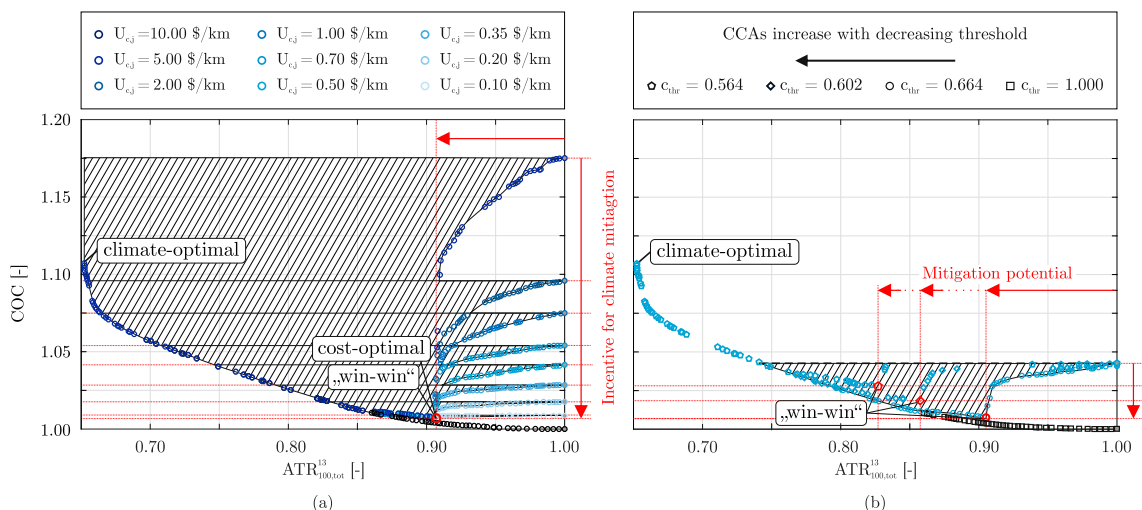 U_c,j=10.00 $/km
U_c,j=1.00 $/km
U_c,j=0.35 $/km
U_c,j=5.00 $/km
U_c,j=0.70 $/km
U_c,j=0.20 $/km
U_c,j=2.00 $/km
U_c,j=0.50 $/km
U_c,j=0.10 $/km
COC [-]
1.20
1.15
1.10
1.05
1.00
climate-optimal
cost-optimal
„win-win“
0.70
0.80
0.90
1.00
ATR^13_100,tot [-]
(a)
Incentive for climate mitiagtion
CCAs increase with decreasing threshold
c_thr = 0.564
c_thr = 0.602
c_thr = 0.664
c_thr = 1.000
climate-optimal
Mitigation potential
„win-win“
0.70
0.80
0.90
1.00
ATR^13_100,tot [-]
(b)